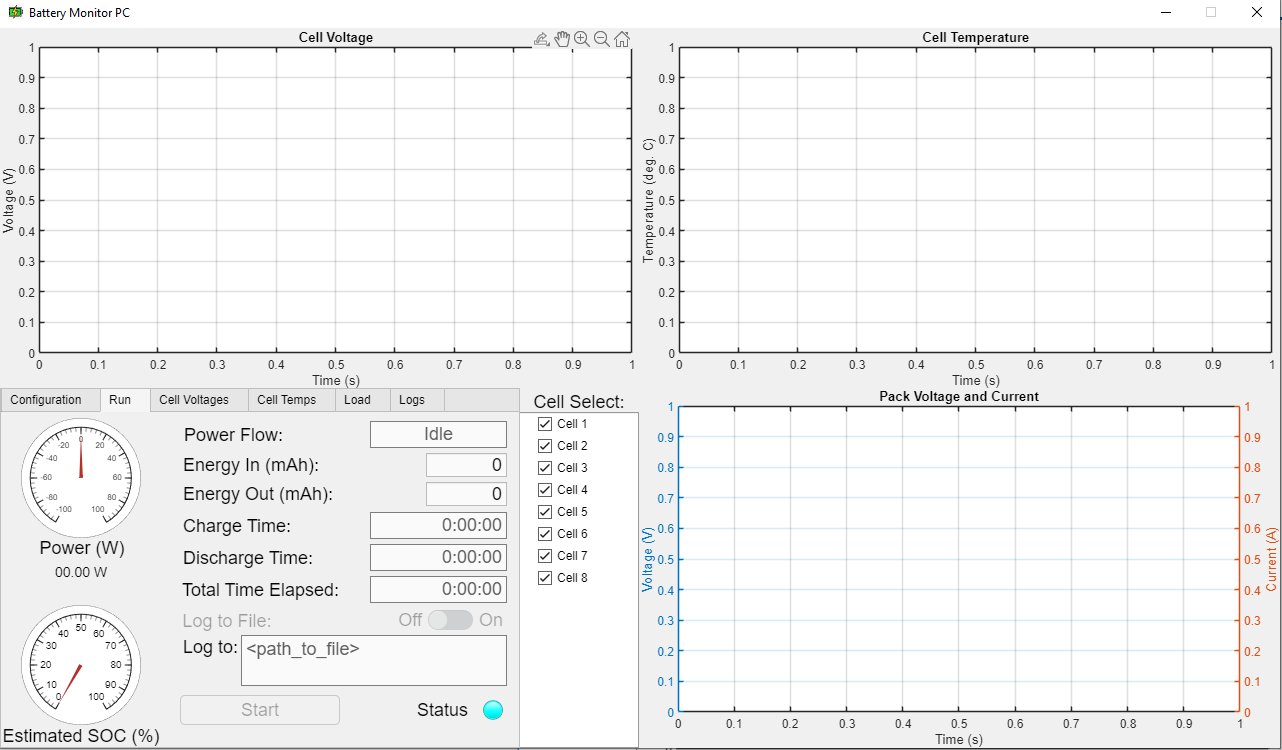 Battery Monitor PC
Cell Voltage
1
0.9
0.8
0.7
0.6
0.5
0.4
0.3
0.2
0.1
0
Voltage (V)
0 0.1 0.2 0.3 0.4 0.5 0.6 0.7 0.8 0.9 1
Time (s)
Cell Temperature
1
0.9
0.8
0.7
0.6
0.5
0.4
0.3
0.2
0.1
0
Temperature (deg. C)
0 0.1 0.2 0.3 0.4 0.5 0.6 0.7 0.8 0.9 1
Time (s)
Configuration Run Cell Voltages Cell Temps Load Logs
-100 -80 -60 -40 -20 0 20 40 60 80 100
Power (W)
00.00 W
0 10 20 30 40 50 60 70 80 90 100
Estimated SOC (%)
Power Flow: Idle
Energy In (mAh): 0
Energy Out (mAh): 0
Charge Time: 0:00:00
Discharge Time: 0:00:00
Total Time Elapsed: 0:00:00
Log to File: Off On
Log to: <path_to_file>
Start Status
Cell Select:
Cell 1
Cell 2
Cell 3
Cell 4
Cell 5
Cell 6
Cell 7
Cell 8
Pack Voltage and Current
1
0.9
0.8
0.7
0.6
0.5
0.4
0.3
0.2
0.1
0
Voltage (V)
1
0.9
0.8
0.7
0.6
0.5
0.4
0.3
0.2
0.1
0
Current (A)
0 0.1 0.2 0.3 0.4 0.5 0.6 0.7 0.8 0.9 1
Time (s)